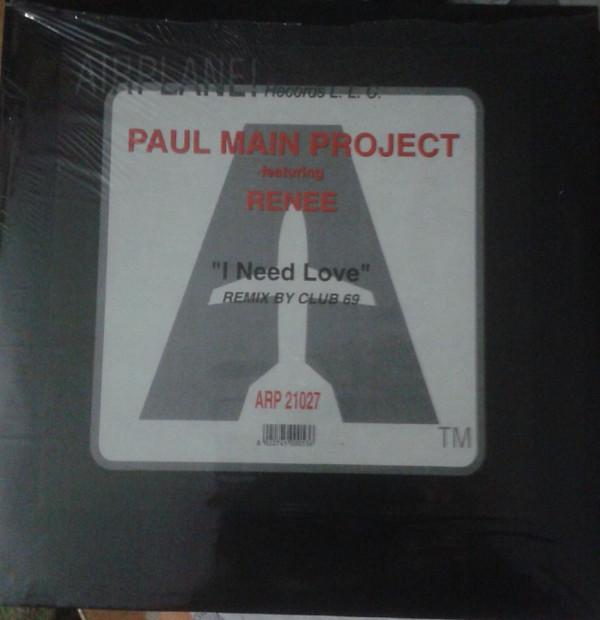 AIRPLANE! Records L. L. C.
PAUL MAIN PROJECT
featuring
RENEE
"I Need Love"
REMIX BY CLUB 69
ARP 21027
TM